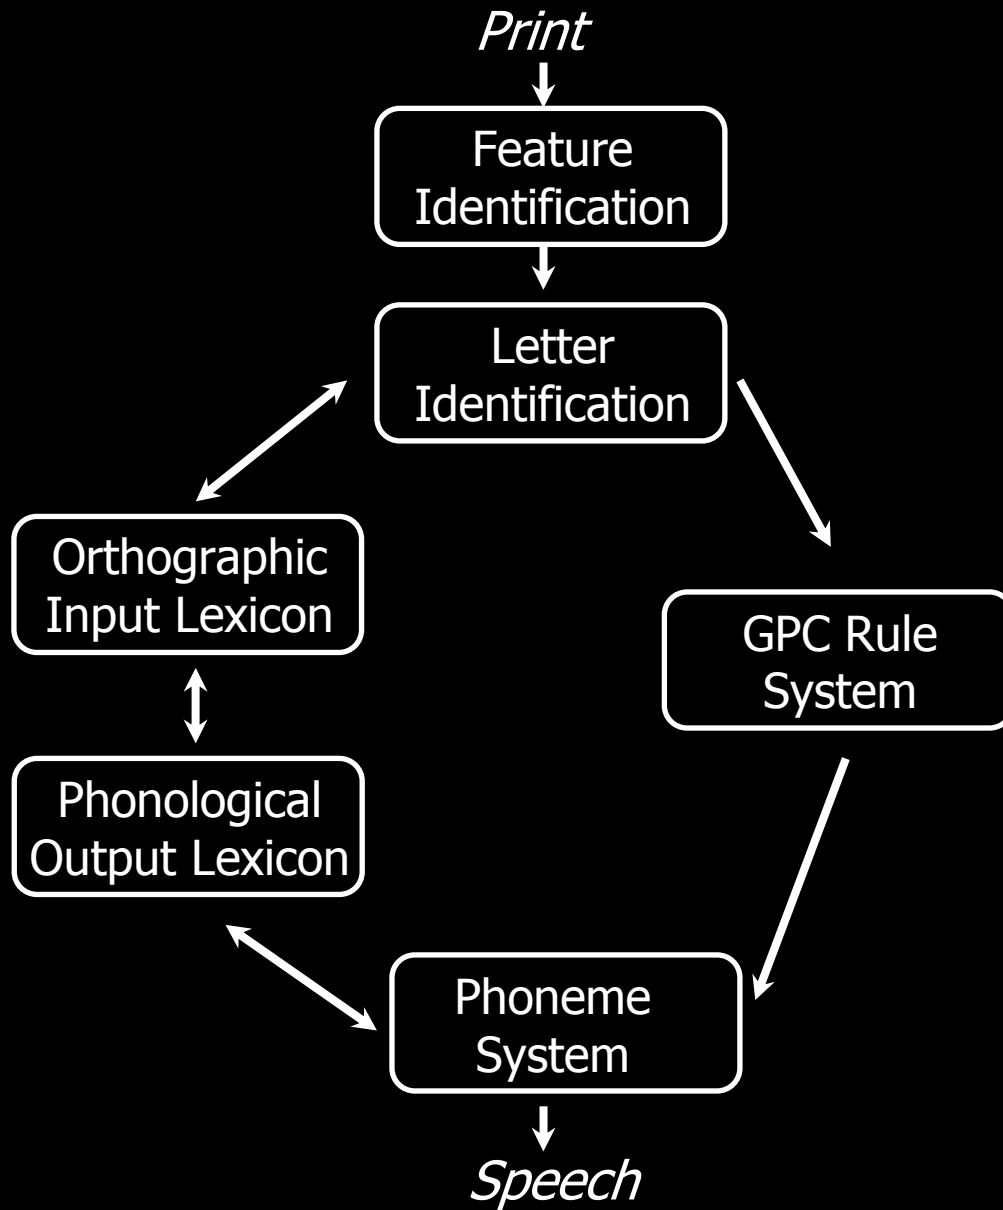 Print
Feature
Identification
Letter
Identification
Orthographic
Input Lexicon
GPC Rule
System
Phonological
Output Lexicon
Phoneme
System
Speech